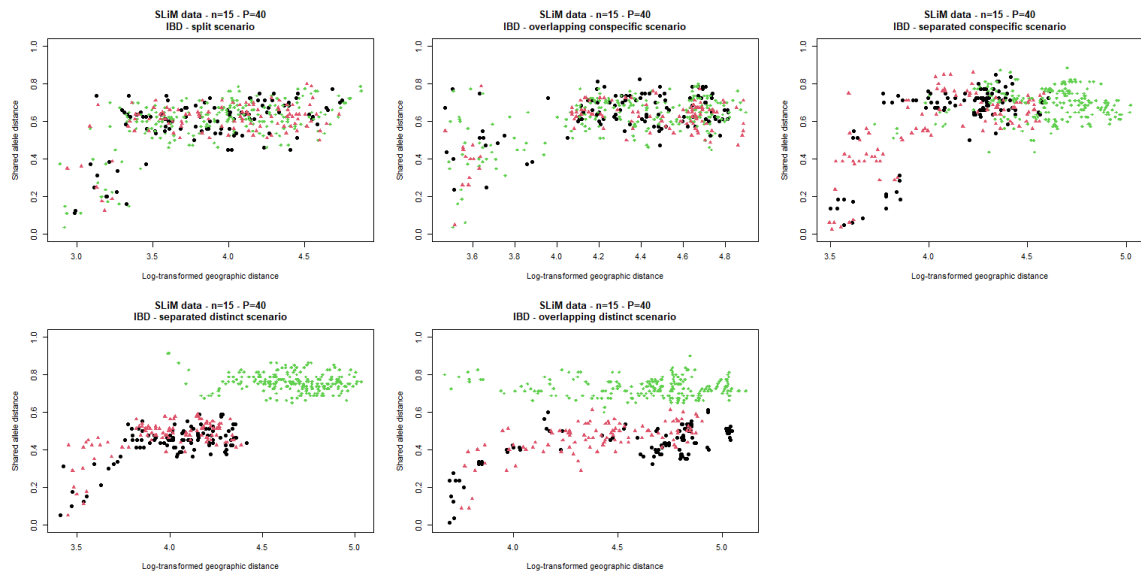 SLiM data - n=15 - P=40
IBD - split scenario
Shared allele distance
1.0
0.8
0.6
0.4
0.2
0.0
3.0 3.5 4.0 4.5
Log-transformed geographic distance
SLiM data - n=15 - P=40
IBD - overlapping conspecific scenario
Shared allele distance
1.0
0.8
0.6
0.4
0.2
0.0
3.6 3.8 4.0 4.2 4.4 4.6 4.8
Log-transformed geographic distance
SLiM data - n=15 - P=40
IBD - separated conspecific scenario
Shared allele distance
1.0
0.8
0.6
0.4
0.2
0.0
3.5 4.0 4.5 5.0
Log-transformed geographic distance
SLiM data - n=15 - P=40
IBD - separated distinct scenario
Shared allele distance
1.0
0.8
0.6
0.4
0.2
0.0
3.5 4.0 4.5 5.0
Log-transformed geographic distance
SLiM data - n=15 - P=40
IBD - overlapping distinct scenario
Shared allele distance
1.0
0.8
0.6
0.4
0.2
0.0
4.0 4.5 5.0
Log-transformed geographic distance